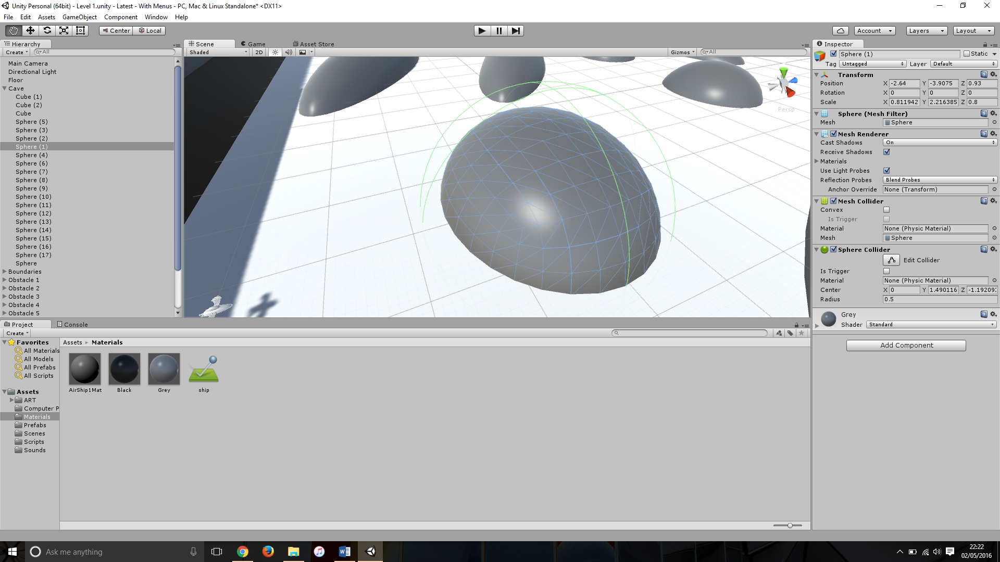 Unity Personal (64bit) - Level 1.unity - Latest - With Menus - PC, Mac & Linux Standalone* <DX11>
File Edit Assets GameObject Component Window Help
Center Local Account Layers Layout
Hierarchy
Create All
Main Camera
Directional Light
Floor
Cave
Cube (1)
Cube (2)
Cube
Sphere (5)
Sphere (3)
Sphere (2)
Sphere (1)
Sphere (4)
Sphere (6)
Sphere (7)
Sphere (8)
Sphere (9)
Sphere (10)
Sphere (11)
Sphere (12)
Sphere (13)
Sphere (14)
Sphere (15)
Sphere (16)
Sphere (17)
Sphere
Boundaries
Obstacle 1
Obstacle 2
Obstacle 3
Obstacle 4
Obstacle 5
Scene Game Asset Store
Shaded 2D Gizmos All
Persp
Inspector
Sphere (1) Static
Tag Untagged Layer Default
Transform
Position X -2.64 Y -3.9075 Z 0.93
Rotation X 0 Y 0 Z 0
Scale X 0.811942 Y 2.216385 Z 0.8
Sphere (Mesh Filter)
Mesh Sphere
Mesh Renderer
Cast Shadows On
Receive Shadows
Materials
Use Light Probes
Reflection Probes Blend Probes
Anchor Override None (Transform)
Mesh Collider
Convex
Is Trigger
Material None (Physic Material)
Mesh Sphere
Sphere Collider
Edit Collider
Is Trigger
Material None (Physic Material)
Center X 0 Y 1.490116 Z -1.19209
Radius 0.5
Grey
Shader Standard
Add Component
Project Console
Create
Favorites
All Materials
All Models
All Prefabs
All Scripts
Assets
ART
Computer P
Materials
Prefabs
Scenes
Scripts
Sounds
Assets Materials
AirShip1Mat Black Grey ship
Ask me anything
22:22
02/05/2016